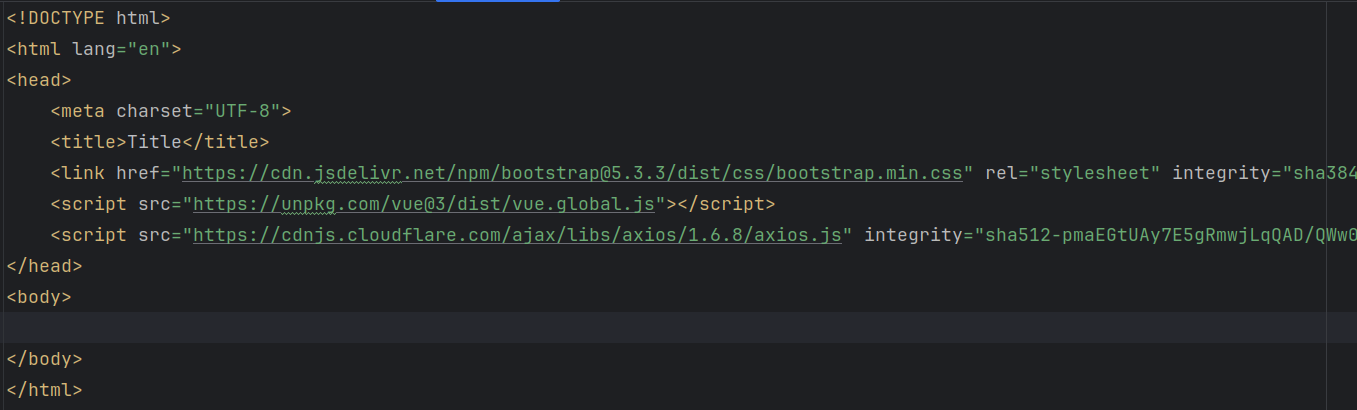 <!DOCTYPE html>
<html lang="en">
<head>
    <meta charset="UTF-8">
    <title>Title</title>
    <link href="https://cdn.jsdelivr.net/npm/bootstrap@5.3.3/dist/css/bootstrap.min.css" rel="stylesheet" integrity="sha384
    <script src="https://unpkg.com/vue@3/dist/vue.global.js"></script>
    <script src="https://cdnjs.cloudflare.com/ajax/libs/axios/1.6.8/axios.js" integrity="sha512-pmaEGtUAy7E5gRmwjLqQAD/QWw0
</head>
<body>
</body>
</html>